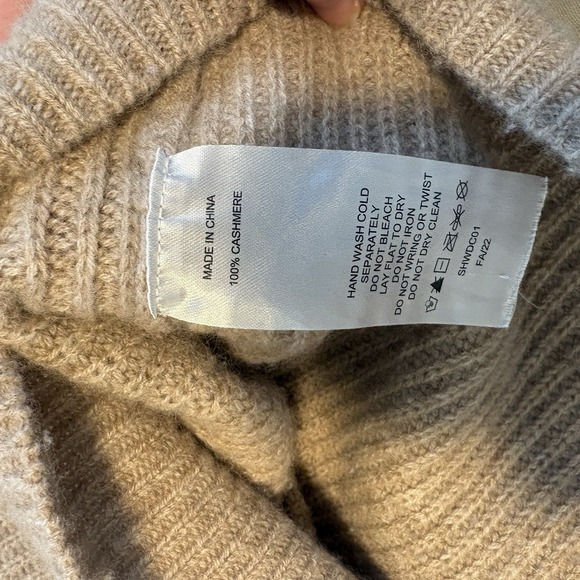 MADE IN CHINA
100% CASHMERE
HAND WASH COLD
SEPARATELY
DO NOT BLEACH
LAY FLAT TO DRY
DO NOT IRON
DO NOT WRING OR TWIST
DO NOT DRY CLEAN
SHWDC01
FA/22